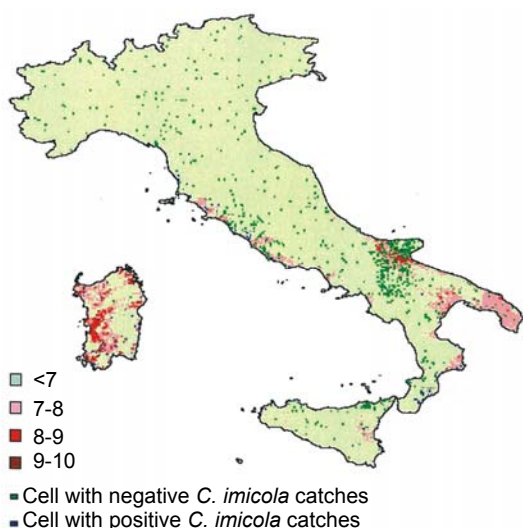 <7
7-8
8-9
9-10
Cell with negative C. imicola catches
Cell with positive C. imicola catches